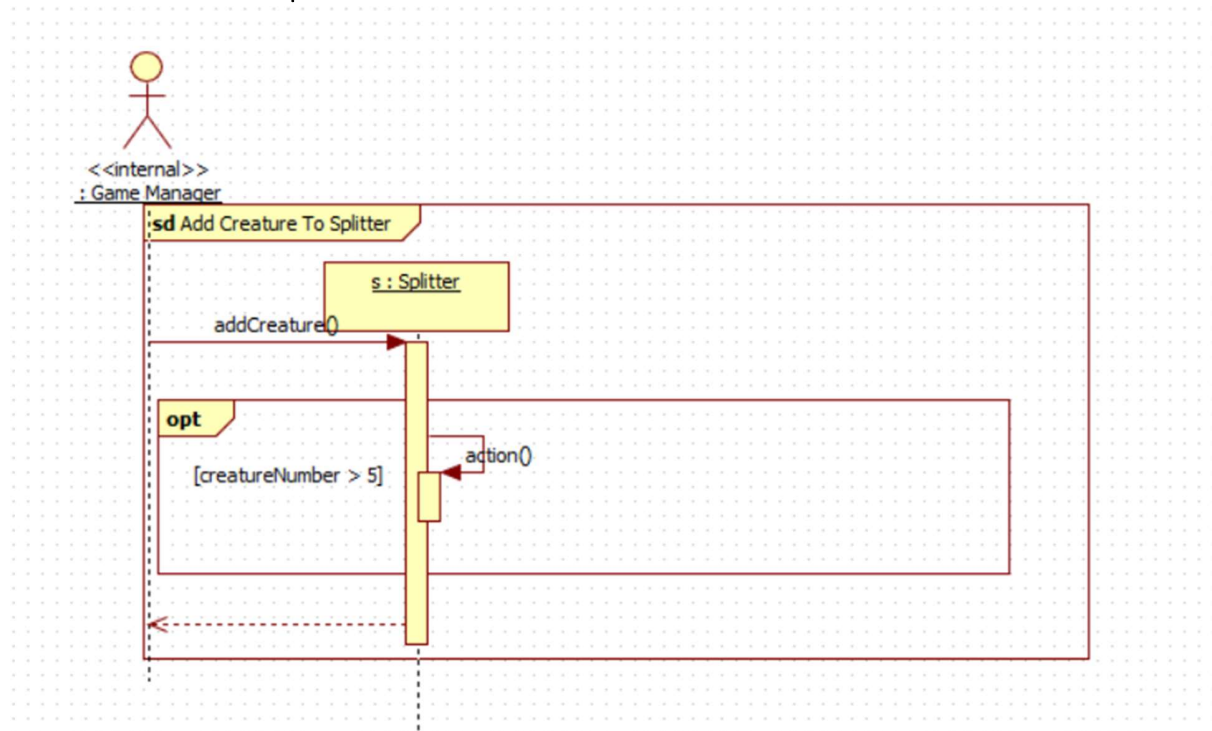 <<internal>>
: Game Manager
sd Add Creature To Splitter
s : Splitter
addCreature()
opt
action()
[creatureNumber > 5]